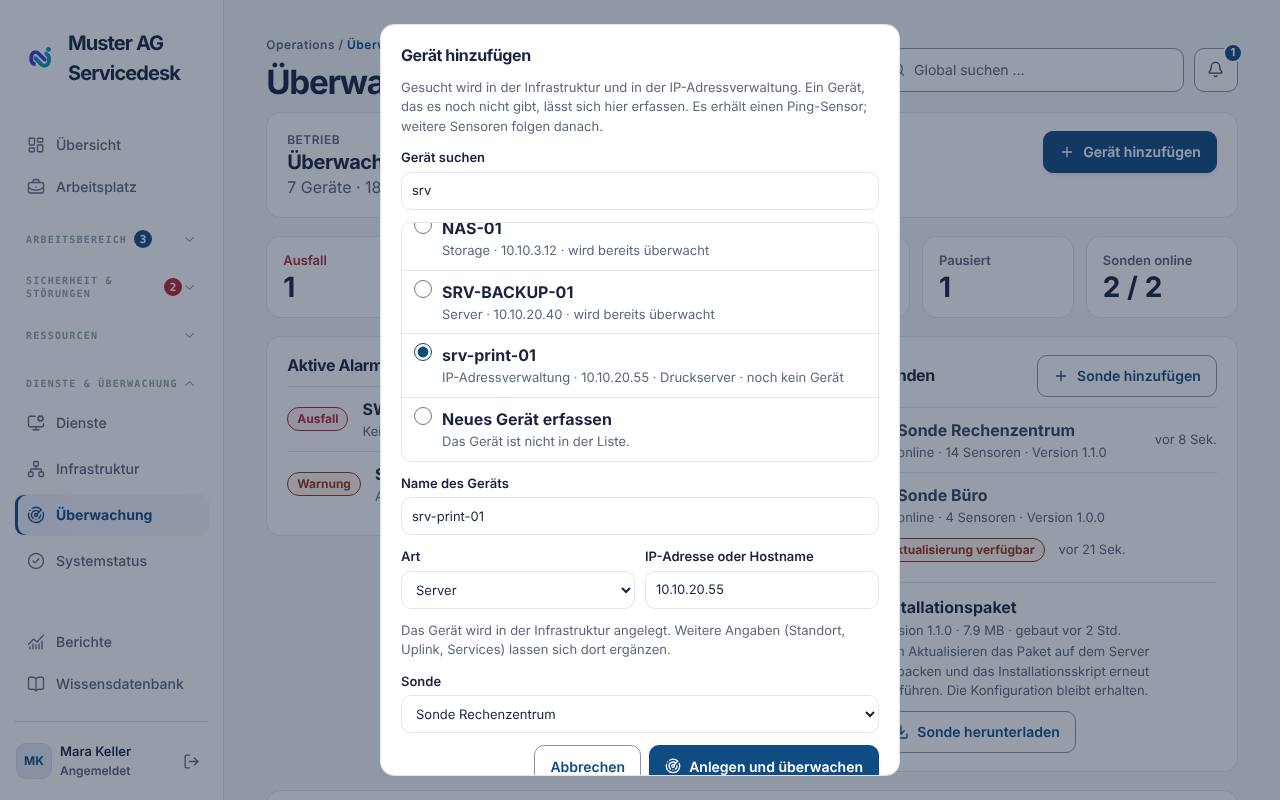 Muster AG
Servicedesk
Übersicht
Arbeitsplatz
ARBEITSBEREICH 3
SICHERHEIT &
STÖRUNGEN 2
RESSOURCEN
DIENSTE & ÜBERWACHUNG
Dienste
Infrastruktur
Überwachung
Systemstatus
Berichte
Wissensdatenbank
MK
Mara Keller
Angemeldet
Operations /
Global suchen ...
1
BETRIEB
7 Geräte · 18
Gerät hinzufügen
Ausfall
1
Pausiert
1
Sonden online
2 / 2
Aktive Alarm
Ausfall
Warnung
Gerät hinzufügen
Gesucht wird in der Infrastruktur und in der IP-Adressverwaltung. Ein Gerät,
das es noch nicht gibt, lässt sich hier erfassen. Es erhält einen Ping-Sensor;
weitere Sensoren folgen danach.
Gerät suchen
srv
NAS-01
Storage · 10.10.3.12 · wird bereits überwacht
SRV-BACKUP-01
Server · 10.10.20.40 · wird bereits überwacht
srv-print-01
IP-Adressverwaltung · 10.10.20.55 · Druckserver · noch kein Gerät
Neues Gerät erfassen
Das Gerät ist nicht in der Liste.
Name des Geräts
srv-print-01
Art
IP-Adresse oder Hostname
Server
10.10.20.55
Das Gerät wird in der Infrastruktur angelegt. Weitere Angaben (Standort,
Uplink, Services) lassen sich dort ergänzen.
Sonde
Sonde Rechenzentrum
Abbrechen
Anlegen und überwachen
Sonde hinzufügen
Sonde Rechenzentrum
online · 14 Sensoren · Version 1.1.0
vor 8 Sek.
Sonde Büro
online · 4 Sensoren · Version 1.0.0
verfügbar
vor 21 Sek.
1.1.0 · 7.9 MB · gebaut vor 2 Std.
Aktualisieren das Paket auf dem Server
und das Installationsskript erneut
Die Konfiguration bleibt erhalten.
Sonde herunterladen